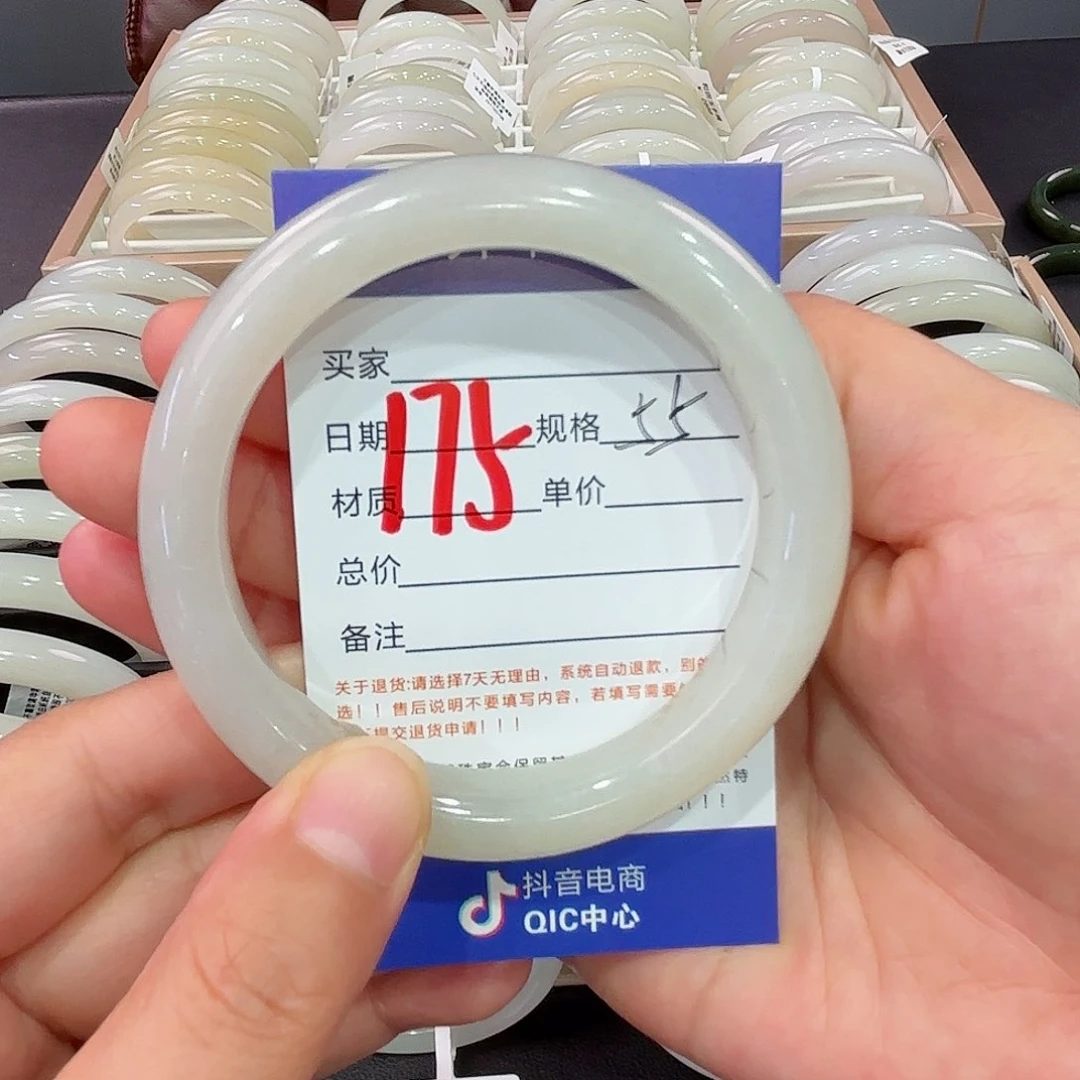 买家
日期 175 规格 55
材质 单价
总价
备注
关于退货:请选择7天无理由，系统自动退款，别
选！！售后说明不要填写内容，若填写需要
提交退货申请！！！
特
！！
抖音电商
QIC中心